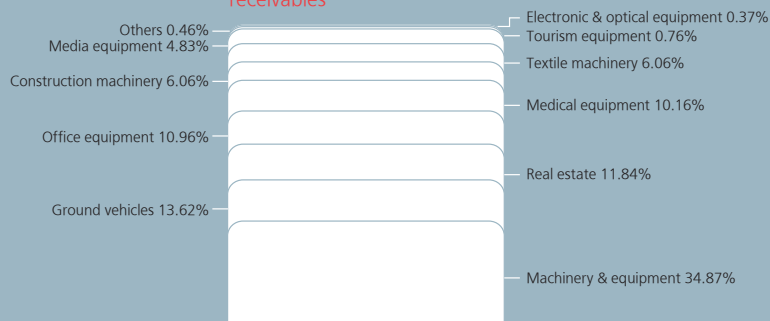 receivables
Others 0.46%
Electronic & optical equipment 0.37%
Media equipment 4.83%
Tourism equipment 0.76%
Textile machinery 6.06%
Construction machinery 6.06%
Medical equipment 10.16%
Office equipment 10.96%
Real estate 11.84%
Ground vehicles 13.62%
Machinery & equipment 34.87%